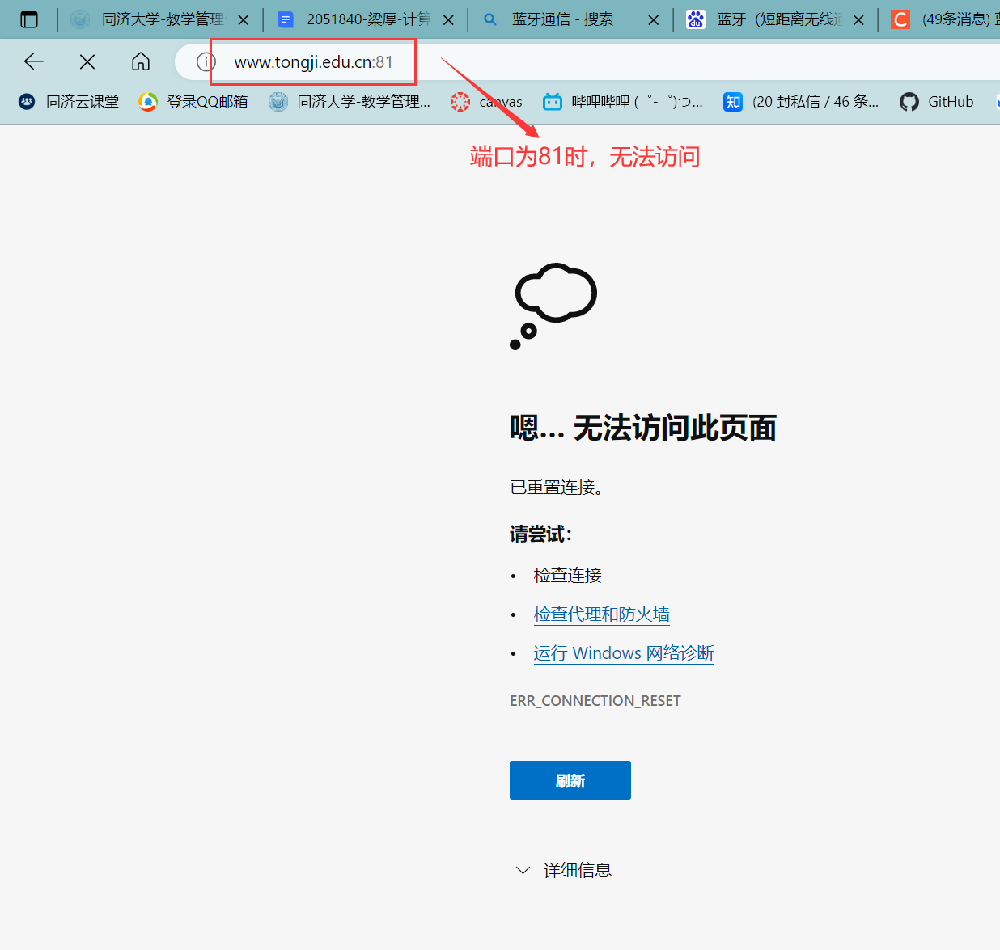 同济大学-教学管理
2051840-梁厚-计算
蓝牙通信 - 搜索
du
蓝牙（短距离无线通
C
(49条消息) 蓝
www.tongji.edu.cn:81
同济云课堂
登录QQ邮箱
同济大学-教学管理...
canvas
哔哩哔哩 ( ゜- ゜)つ...
知
(20 封私信 / 46 条...
GitHub
端口为81时，无法访问
嗯... 无法访问此页面
已重置连接。
请尝试：
• 检查连接
• 检查代理和防火墙
• 运行 Windows 网络诊断
ERR_CONNECTION_RESET
刷新
详细信息